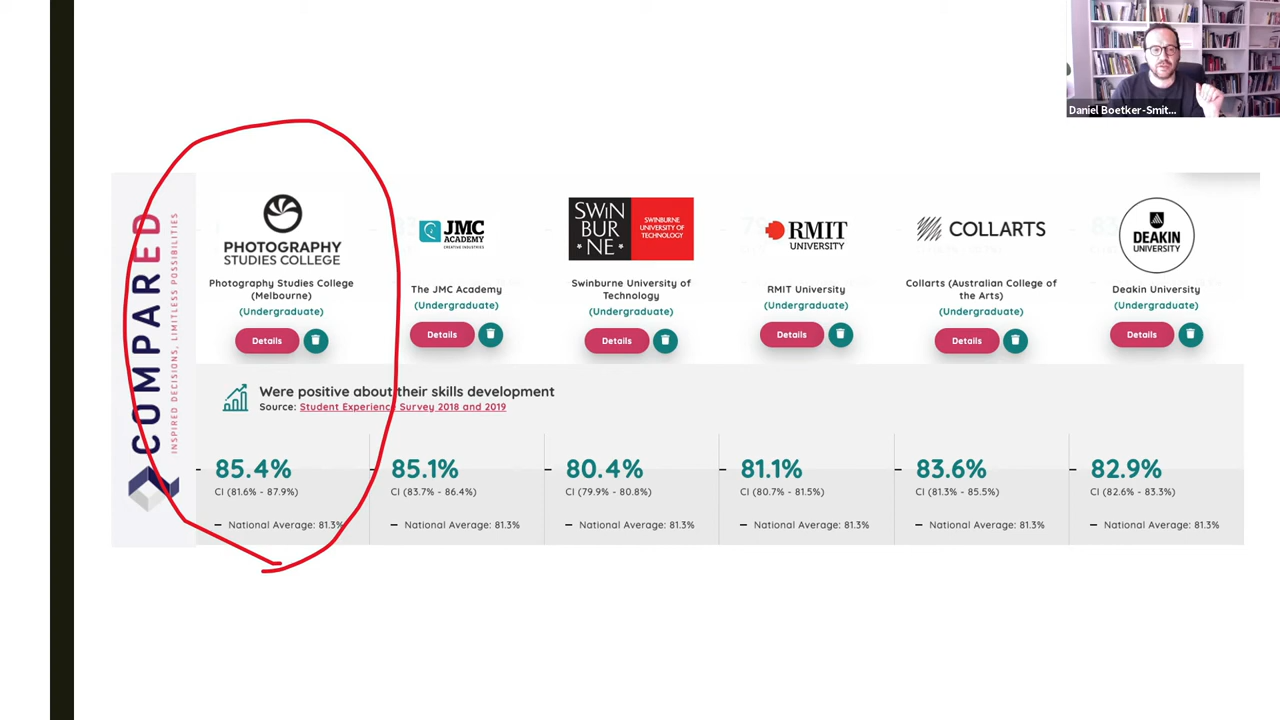 Daniel Boetker-Smit...
COMPARED
INSPIRED DECISIONS, LIMITLESS POSSIBILITIES
PHOTOGRAPHY
STUDIES COLLEGE
Photography Studies College
(Melbourne)
(Undergraduate)
Details
JMC
ACADEMY
CREATIVE INDUSTRIES
The JMC Academy
(Undergraduate)
Details
SWIN
BUR
NE
SWINBURNE
UNIVERSITY OF
TECHNOLOGY
Swinburne University of
Technology
(Undergraduate)
Details
RMIT
UNIVERSITY
RMIT University
(Undergraduate)
Details
COLLARTS
Collarts (Australian College of
the Arts)
(Undergraduate)
Details
DEAKIN
UNIVERSITY
Deakin University
(Undergraduate)
Details
Were positive about their skills development
Source: Student Experience Survey 2018 and 2019
85.4%
CI (81.6% - 87.9%)
National Average: 81.3%
85.1%
CI (83.7% - 86.4%)
National Average: 81.3%
80.4%
CI (79.9% - 80.8%)
National Average: 81.3%
81.1%
CI (80.7% - 81.5%)
National Average: 81.3%
83.6%
CI (81.3% - 85.5%)
National Average: 81.3%
82.9%
CI (82.6% - 83.3%)
National Average: 81.3%